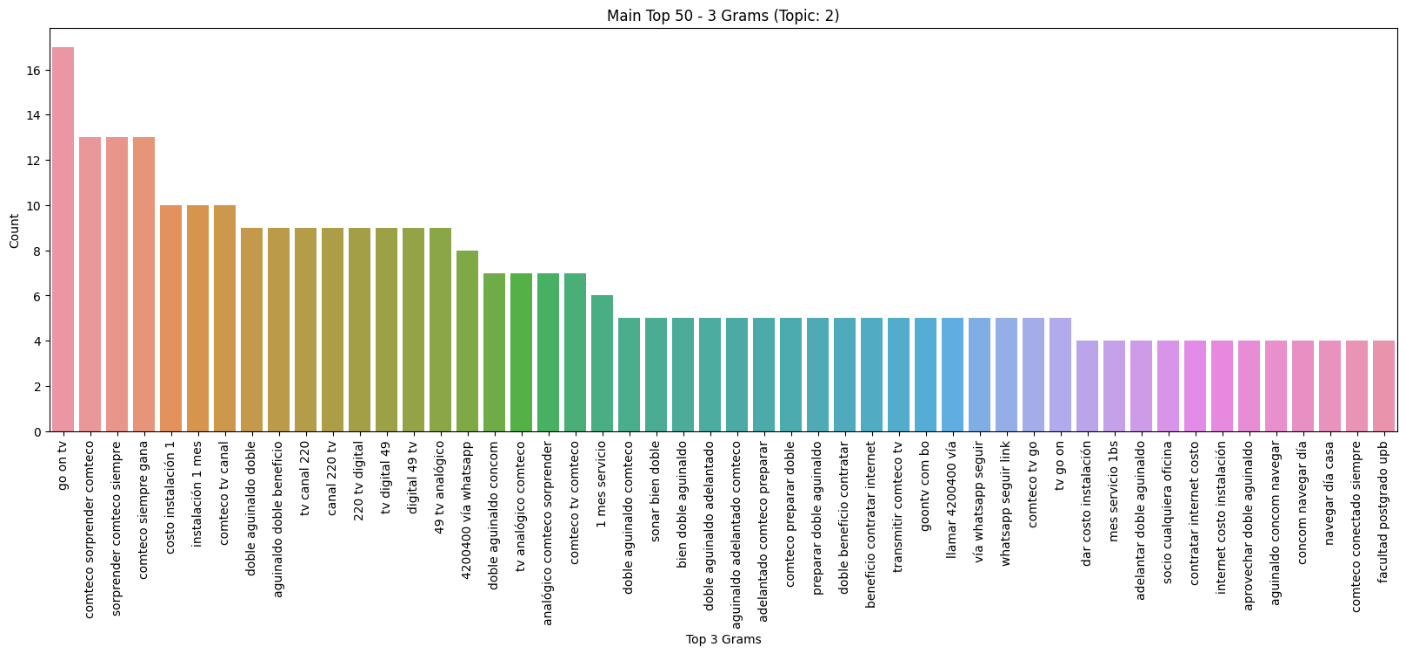 Main Top 50 - 3 Grams (Topic: 2)
Count
16
14
12
10
8
6
4
2
0
go on tv
comteco sorprender comteco
sorprender comteco siempre
comteco siempre gana
costo instalación 1
instalación 1 mes
comteco tv canal
doble aguinaldo doble
aguinaldo doble beneficio
tv canal 220
canal 220 tv
220 tv digital
tv digital 49
digital 49 tv
49 tv analógico
4200400 vía whatsapp
doble aguinaldo concom
tv analógico comteco
analógico comteco sorprender
comteco tv comteco
1 mes servicio
doble aguinaldo comteco
sonar bien doble
bien doble aguinaldo
doble aguinaldo adelantado
aguinaldo adelantado comteco
adelantado comteco preparar
comteco preparar doble
preparar doble aguinaldo
doble beneficio contratar
beneficio contratar internet
transmitir comteco tv
goontv com bo
llamar 4200400 vía
vía whatsapp seguir
whatsapp seguir link
comteco tv go
tv go on
dar costo instalación
mes servicio 1bs
adelantar doble aguinaldo
socio cualquiera oficina
contratar internet costo
internet costo instalación
aprovechar doble aguinaldo
aguinaldo concom navegar
concom navegar día
navegar día casa
comteco conectado siempre
facultad postgrado upb
Top 3 Grams